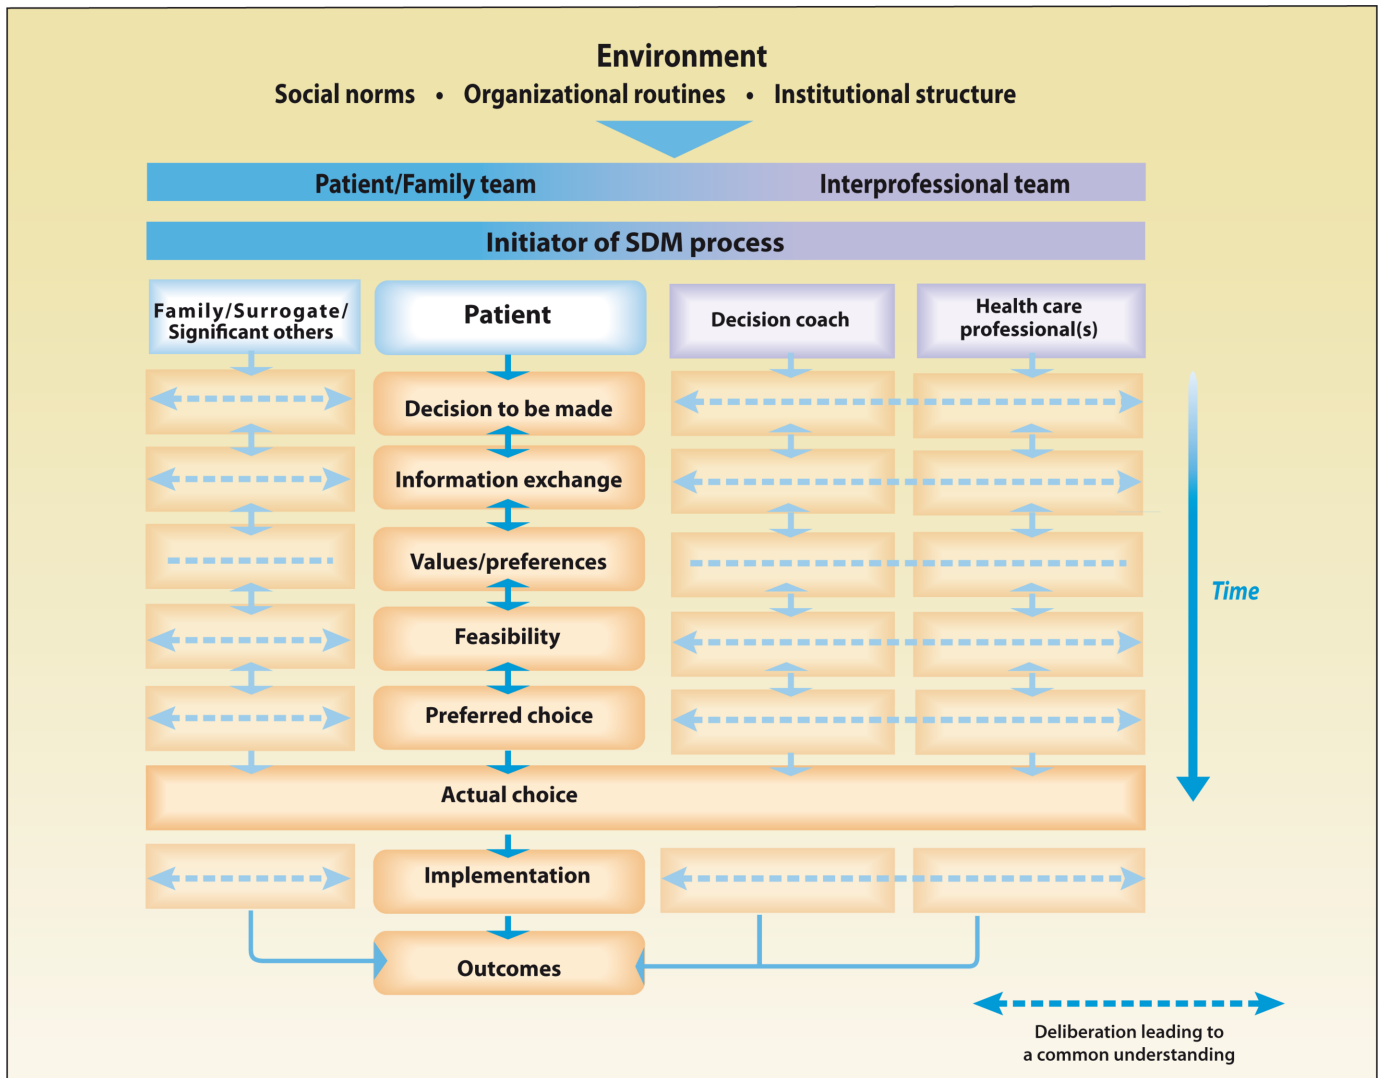 Environment
Social norms • Organizational routines • Institutional structure
Patient/Family team
Interprofessional team
Initiator of SDM process
Family/Surrogate/
Significant others
Patient
Decision coach
Health care
professional(s)
Decision to be made
Information exchange
Values/preferences
Feasibility
Preferred choice
Time
Actual choice
Implementation
Outcomes
Deliberation leading to
a common understanding